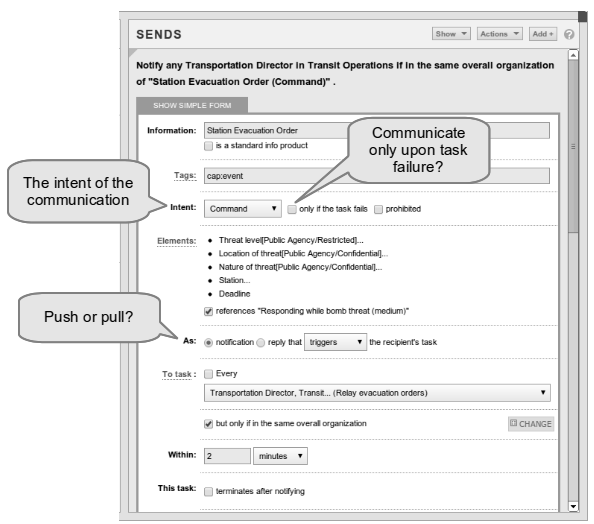 SENDS
Show Actions Add + ?
Notify any Transportation Director in Transit Operations if in the same overall organization
of "Station Evacuation Order (Command)" .
SHOW SIMPLE FORM
Information: Station Evacuation Order
is a standard info product
Communicate
only upon task
failure?
Tags: cap:event
The intent of the
communication
Intent: Command only if the task fails prohibited
Elements:
• Threat level[Public Agency/Restricted]...
• Location of threat[Public Agency/Confidential]...
• Nature of threat[Public Agency/Confidential]...
• Station...
• Deadline
references "Responding while bomb threat (medium)"
Push or pull?
As: notification reply that triggers the recipient's task
To task : Every
Transportation Director, Transit... (Relay evacuation orders)
but only if in the same overall organization CHANGE
Within: 2 minutes
This task: terminates after notifying